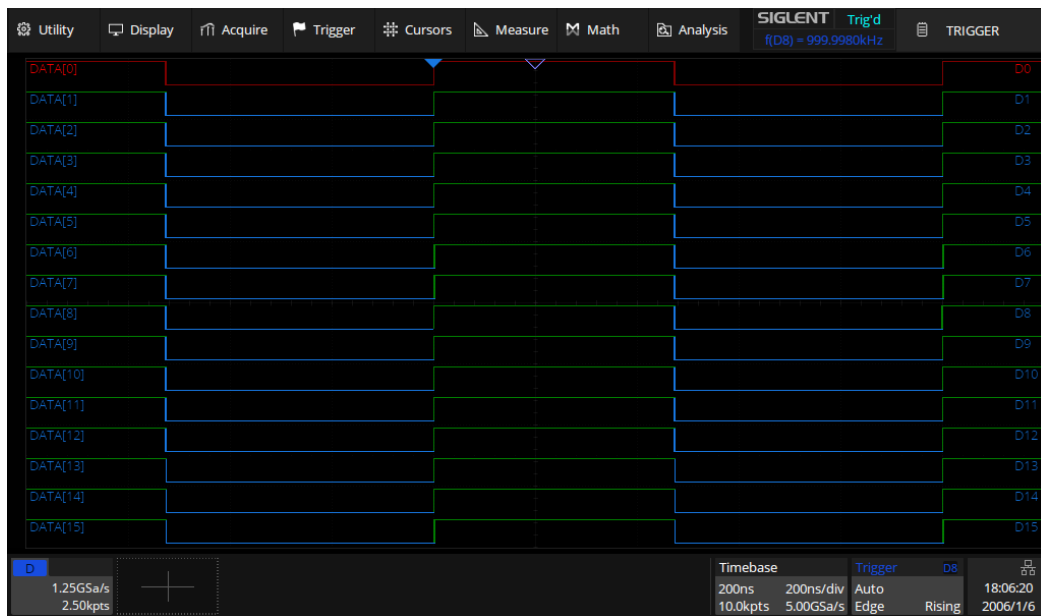 Utility Display Acquire Trigger Cursors Measure Math Analysis SIGLENT Trig'd TRIGGER
f(D8) = 999.9980kHz
DATA[0] D0
DATA[1] D1
DATA[2] D2
DATA[3] D3
DATA[4] D4
DATA[5] D5
DATA[6] D6
DATA[7] D7
DATA[8] D8
DATA[9] D9
DATA[10] D10
DATA[11] D11
DATA[12] D12
DATA[13] D13
DATA[14] D14
DATA[15] D15
D Timebase Trigger D8
1.25GSa/s 200ns 200ns/div Auto 18:06:20
2.50kpts 10.0kpts 5.00GSa/s Edge Rising 2006/1/6